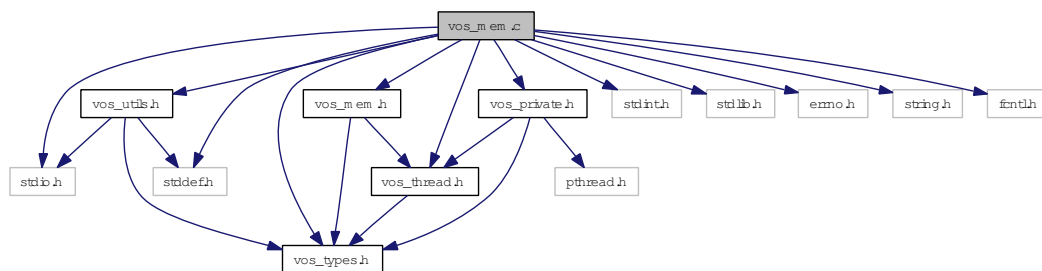 vos_mem.c
vos_utils.h
vos_mem.h
vos_private.h
stdint.h
stdlib.h
errno.h
string.h
fcntl.h
stdio.h
stddef.h
vos_thread.h
pthread.h
vos_types.h